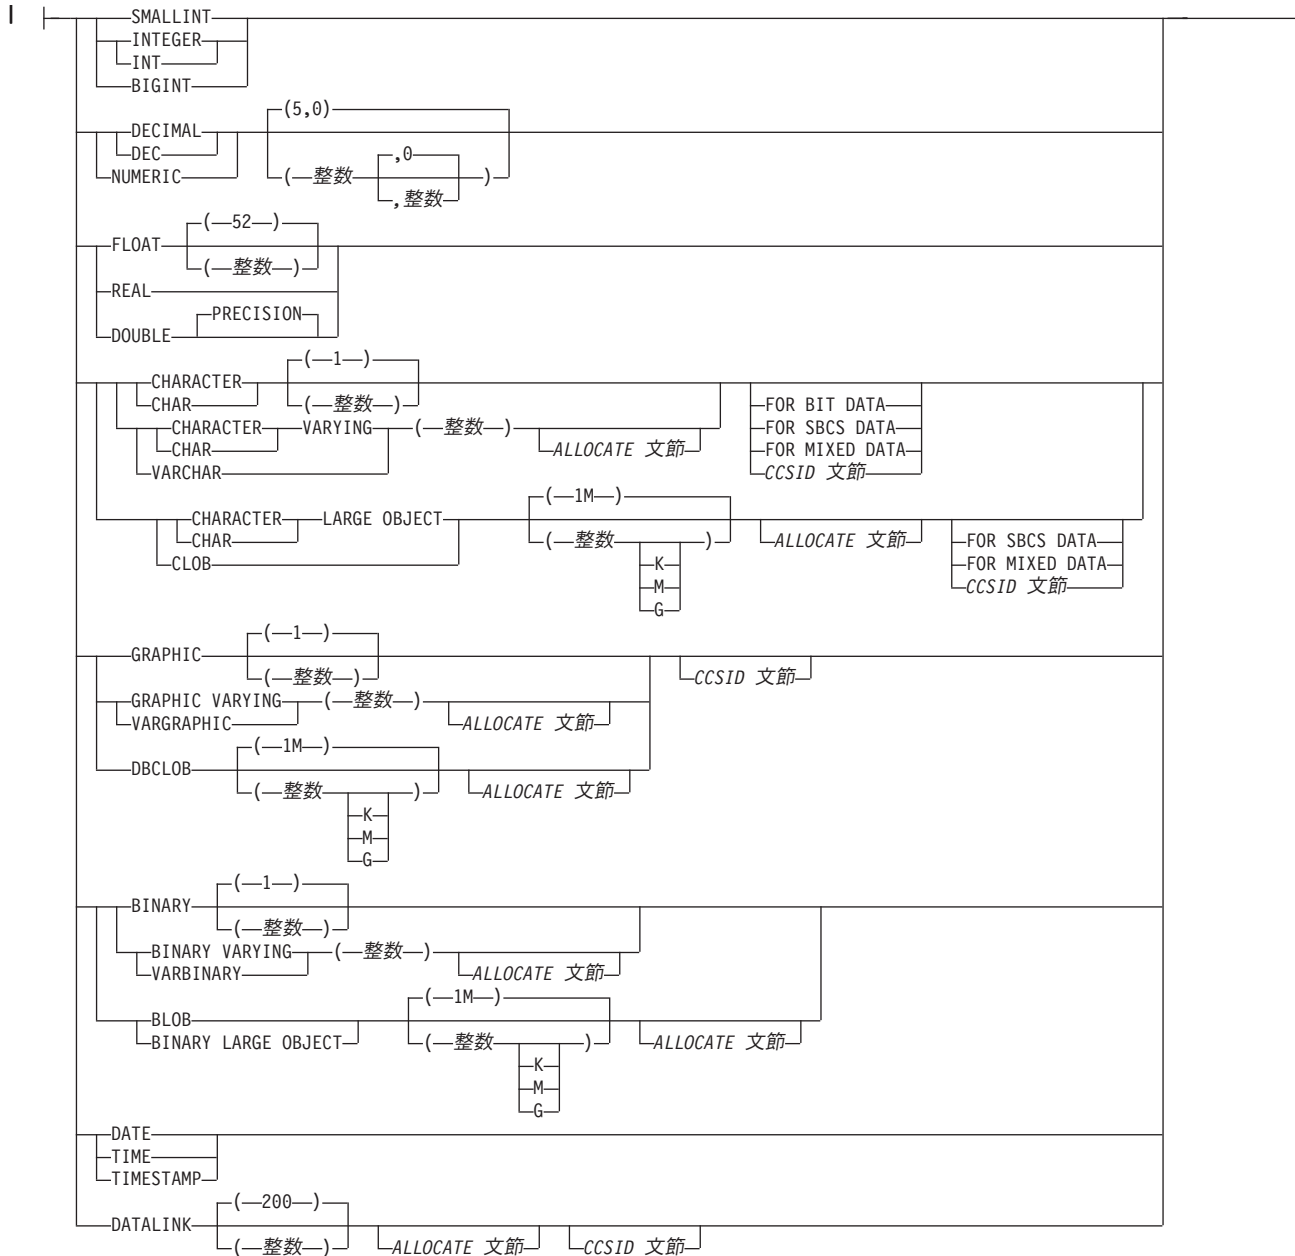 SMALLINT
INTEGER
INT
BIGINT
(5,0)
DECIMAL
DEC
,0
NUMERIC
( 整数 )
,整数
( 52 )
FLOAT
( 整数 )
REAL
PRECISION
DOUBLE
( 1 )
CHARACTER
CHAR ( 整数 ) FOR BIT DATA
CHARACTER VARYING ( 整数 ) FOR SBCS DATA
CHAR ALLOCATE 文節 FOR MIXED DATA
VARCHAR CCSID 文節
( 1M )
CHARACTER LARGE OBJECT
CHAR ( 整数 ) ALLOCATE 文節 FOR SBCS DATA
CLOB K FOR MIXED DATA
M CCSID 文節
G
( 1 )
GRAPHIC
( 整数 ) CCSID 文節
GRAPHIC VARYING ( 整数 )
VARGRAPHIC ALLOCATE 文節
( 1M )
DBCLOB
( 整数 ) ALLOCATE 文節
K
M
G
( 1 )
BINARY
( 整数 )
BINARY VARYING ( 整数 )
VARBINARY ALLOCATE 文節
( 1M )
BLOB
BINARY LARGE OBJECT ( 整数 ) ALLOCATE 文節
K
M
G
DATE
TIME
TIMESTAMP
( 200 )
DATALINK
( 整数 ) ALLOCATE 文節 CCSID 文節